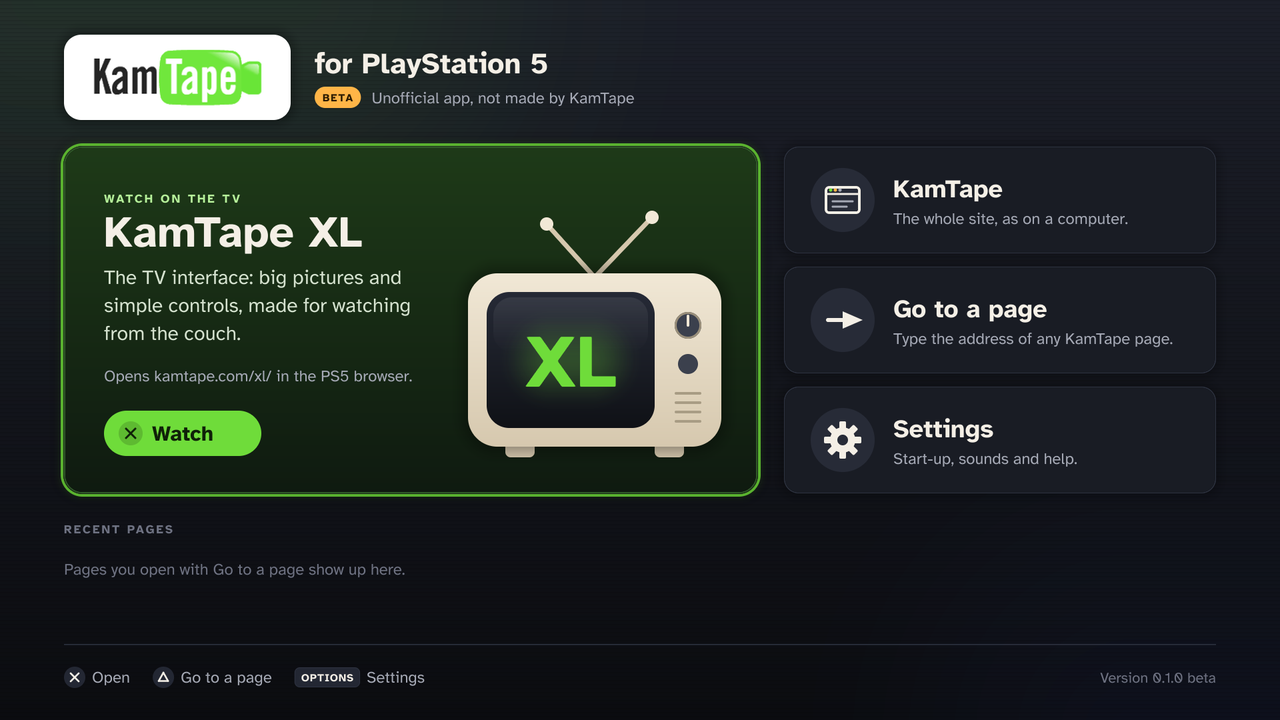 KamTape
for PlayStation 5
BETA
Unofficial app, not made by KamTape
WATCH ON THE TV
KamTape XL
The TV interface: big pictures and
simple controls, made for watching
from the couch.
Opens kamtape.com/xl/ in the PS5 browser.
Watch
XL
KamTape
The whole site, as on a computer.
Go to a page
Type the address of any KamTape page.
Settings
Start-up, sounds and help.
RECENT PAGES
Pages you open with Go to a page show up here.
Open
Go to a page
OPTIONS Settings
Version 0.1.0 beta